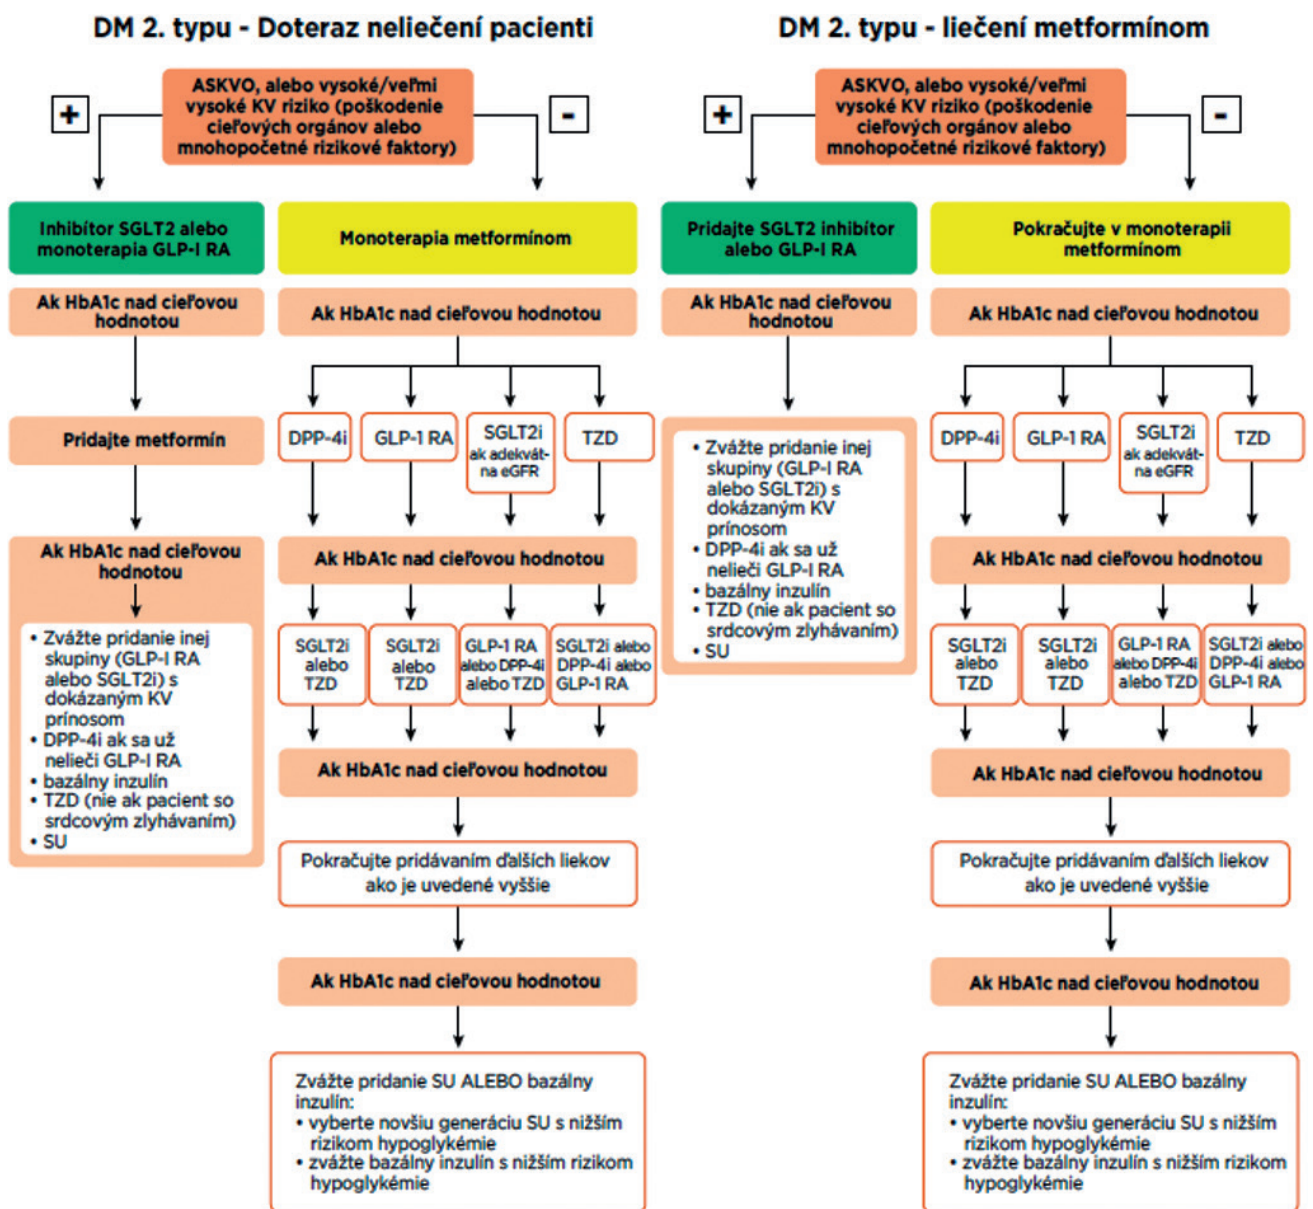 DM 2. typu - Doteraz neliečení pacienti
+
ASKVO, alebo vysoké/veľmi
vysoké KV riziko (poškodenie
cieľových orgánov alebo
mnohopočetné rizikové faktory)
-
Inhibítor SGLT2 alebo
monoterapia GLP-I RA
Ak HbA1c nad cieľovou
hodnotou
Pridajte metformín
Ak HbA1c nad cieľovou
hodnotou
• Zvážte pridanie inej
skupiny (GLP-I RA
alebo SGLT2i) s
dokázaným KV
prínosom
• DPP-4i ak sa už
nelieči GLP-I RA
• bazálny inzulín
• TZD (nie ak pacient so
srdcovým zlyhávaním)
• SU
Monoterapia metformínom
Ak HbA1c nad cieľovou hodnotou
DPP-4i
GLP-1 RA
SGLT2i
ak adekvát-
na eGFR
TZD
Ak HbA1c nad cieľovou hodnotou
SGLT2i
alebo
TZD
SGLT2i
alebo
TZD
GLP-1 RA
alebo DPP-4i
alebo TZD
SGLT2i alebo
DPP-4i alebo
GLP-1 RA
Ak HbA1c nad cieľovou hodnotou
Pokračujte pridávaním ďalších liekov
ako je uvedené vyššie
Ak HbA1c nad cieľovou hodnotou
Zvážte pridanie SU ALEBO bazálny
inzulín:
• vyberte novšiu generáciu SU s nižším
rizikom hypoglykémie
• zvážte bazálny inzulín s nižším rizikom
hypoglykémie
DM 2. typu - liečení metformínom
+
ASKVO, alebo vysoké/veľmi
vysoké KV riziko (poškodenie
cieľových orgánov alebo
mnohopočetné rizikové faktory)
-
Pridajte SGLT2 inhibítor
alebo GLP-I RA
Ak HbA1c nad cieľovou
hodnotou
• Zvážte pridanie inej
skupiny (GLP-I RA
alebo SGLT2i) s
dokázaným KV
prínosom
• DPP-4i ak sa už
nelieči GLP-I RA
• bazálny inzulín
• TZD (nie ak pacient so
srdcovým zlyhávaním)
• SU
Pokračujte v monoterapii
metformínom
Ak HbA1c nad cieľovou hodnotou
DPP-4i
GLP-1 RA
SGLT2i
ak adekvát-
na eGFR
TZD
Ak HbA1c nad cieľovou hodnotou
SGLT2i
alebo
TZD
SGLT2i
alebo
TZD
GLP-1 RA
alebo DPP-4i
alebo TZD
SGLT2i alebo
DPP-4i alebo
GLP-1 RA
Ak HbA1c nad cieľovou hodnotou
Pokračujte pridávaním ďalších liekov
ako je uvedené vyššie
Ak HbA1c nad cieľovou hodnotou
Zvážte pridanie SU ALEBO bazálny
inzulín:
• vyberte novšiu generáciu SU s nižším
rizikom hypoglykémie
• zvážte bazálny inzulín s nižším rizikom
hypoglykémie